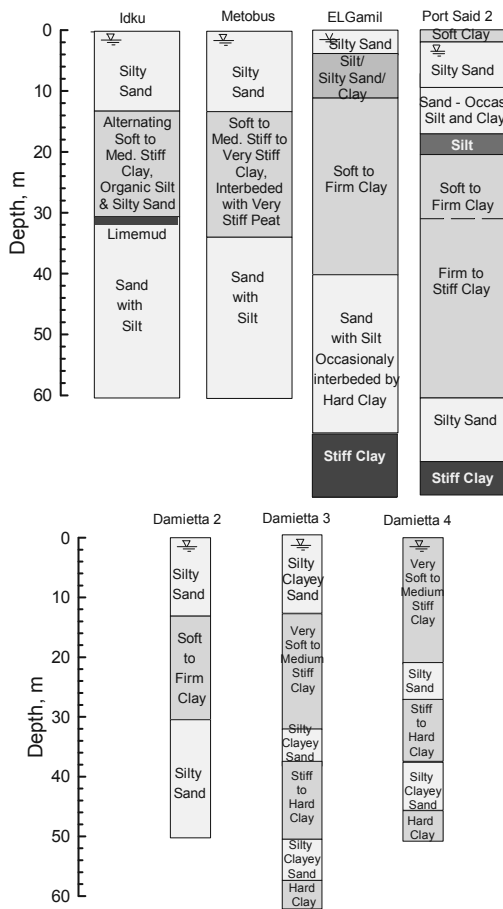 Idku
Metobus
ELGamil
Port Said 2
Depth, m
0
10
20
30
40
50
60
Silty
Sand
Alternating
Soft to
Med. Stiff
Clay,
Organic Silt
& Silty Sand
Limemud
Sand
with
Silt
Silty
Sand
Soft to
Med. Stiff to
Very Stiff
Clay,
Interbeded
with Very
Stiff Peat
Sand
with
Silt
Silty Sand
Silt/
Silty Sand/
Clay
Soft to
Firm Clay
Sand
with Silt
Occasionaly
interbeded by
Hard Clay
Stiff Clay
Soft Clay
Silty Sand
Sand - Occas
Silt and Clay
Silt
Soft to
Firm Clay
Firm to
Stiff Clay
Silty Sand
Stiff Clay
Damietta 2
Damietta 3
Damietta 4
Depth, m
0
10
20
30
40
50
60
Silty
Sand
Soft
to
Firm
Clay
Silty
Sand
Silty
Clayey
Sand
Very
Soft to
Medium
Stiff
Clay
Silty
Clayey
Sand
Stiff
to
Hard
Clay
Silty
Clayey
Sand
Hard
Clay
Very
Soft to
Medium
Stiff
Clay
Silty
Sand
Stiff
to
Hard
Clay
Silty
Clayey
Sand
Hard
Clay